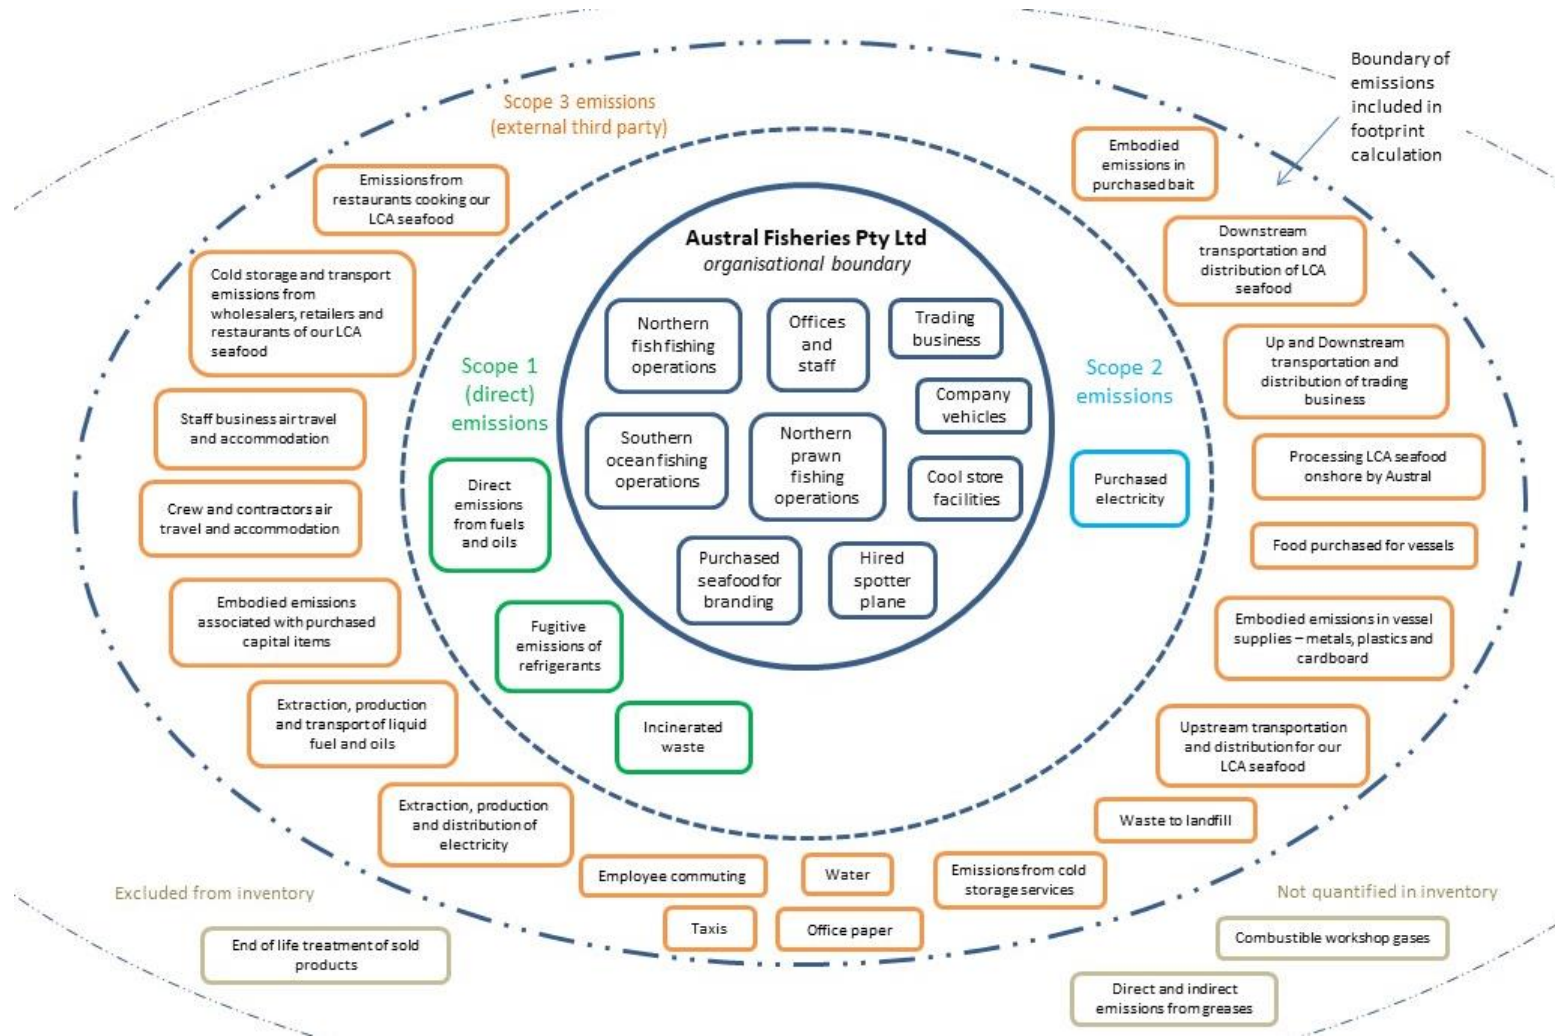 Boundary of
emissions
included in
footprint
calculation
Scope 3 emissions
(external third party)
Embodied
emissions in
purchased bait
Emissions from
restaurants cooking our
LCA seafood
Austral Fisheries Pty Ltd
organisational boundary
Downstream
transportation and
distribution of LCA
seafood
Cold storage and transport
emissions from
wholesalers, retailers and
restaurants of our LCA
seafood
Northern
fish fishing
operations
Offices
and
staff
Trading
business
Up and Downstream
transportation and
distribution of trading
business
Scope 1
(direct)
emissions
Scope 2
emissions
Company
vehicles
Staff business air travel
and accommodation
Southern
ocean fishing
operations
Northern
prawn
fishing
operations
Cool store
facilities
Purchased
electricity
Processing LCA seafood
onshore by Austral
Direct
emissions
from fuels
and oils
Crew and contractors air
travel and accommodation
Food purchased for vessels
Purchased
seafood for
branding
Hired
spotter
plane
Embodied emissions
associated with purchased
capital items
Fugitive
emissions of
refrigerants
Embodied emissions in vessel
supplies – metals, plastics and
cardboard
Extraction, production
and transport of liquid
fuel and oils
Incinerated
waste
Upstream transportation
and distribution for our
LCA seafood
Extraction, production
and distribution of
electricity
Waste to landfill
Employee commuting
Water
Emissions from cold
storage services
Excluded from inventory
Not quantified in inventory
Taxis
Office paper
End of life treatment of sold
products
Combustible workshop gases
Direct and indirect
emissions from greases